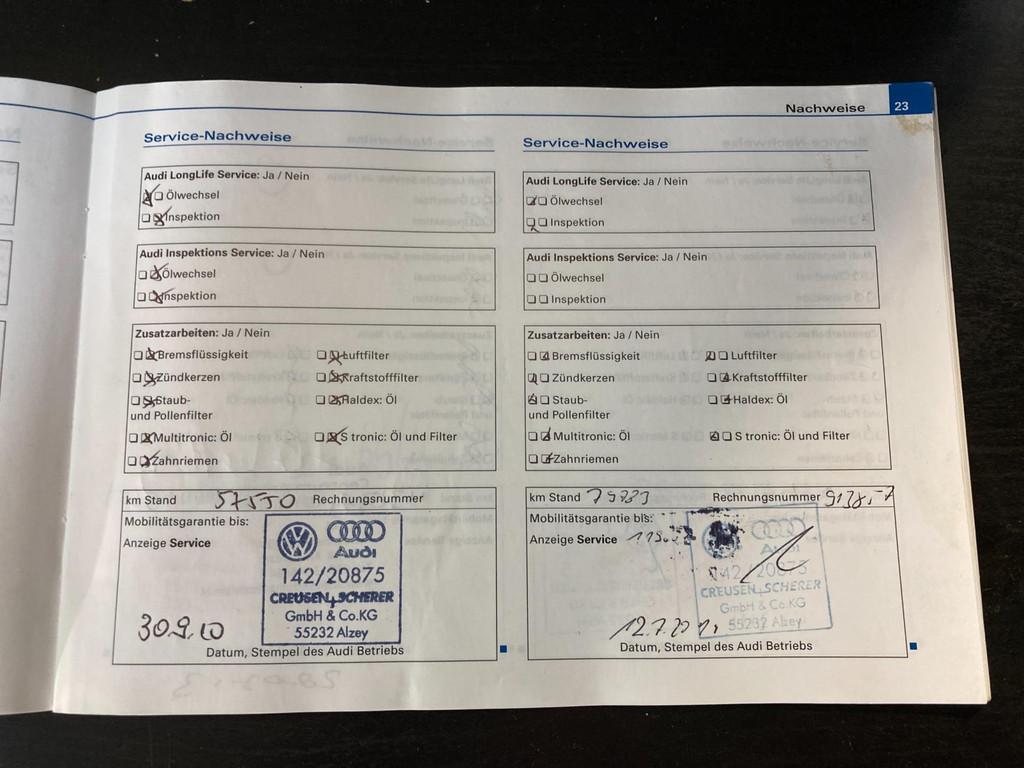 Nachweise 23
Service-Nachweise
Audi LongLife Service: Ja / Nein
Ölwechsel
Inspektion
Audi Inspektions Service: Ja / Nein
Ölwechsel
Inspektion
Zusatzarbeiten: Ja / Nein
Bremsflüssigkeit Luftfilter
Zündkerzen Kraftstofffilter
Staub- Haldex: Öl
und Pollenfilter
Multitronic: Öl S tronic: Öl und Filter
Zahnriemen
km Stand 57550 Rechnungsnummer
Mobilitätsgarantie bis:
Anzeige Service
Audi
142/20875
CREUSEN+SCHERER
GmbH & Co.KG
55232 Alzey
30.9.10
Datum, Stempel des Audi Betriebs
Service-Nachweise
Audi LongLife Service: Ja / Nein
Ölwechsel
Inspektion
Audi Inspektions Service: Ja / Nein
Ölwechsel
Inspektion
Zusatzarbeiten: Ja / Nein
Bremsflüssigkeit Luftfilter
Zündkerzen Kraftstofffilter
Staub- Haldex: Öl
und Pollenfilter
Multitronic: Öl S tronic: Öl und Filter
Zahnriemen
km Stand Rechnungsnummer
Mobilitätsgarantie bis:
Anzeige Service
Audi
142/20875
CREUSEN+SCHERER
GmbH & Co.KG
55232 Alzey
Datum, Stempel des Audi Betriebs